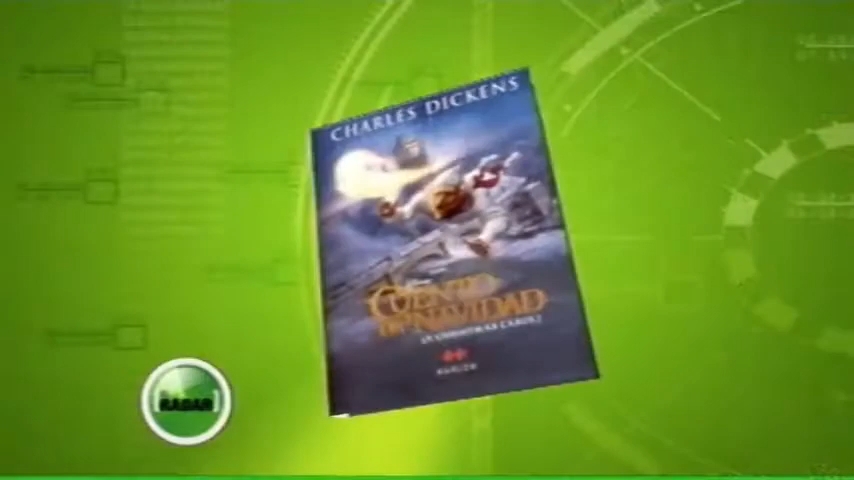 CHARLES DICKENS
CUENTO
DE NAVIDAD
(A CHRISTMAS CAROL)
RADAR